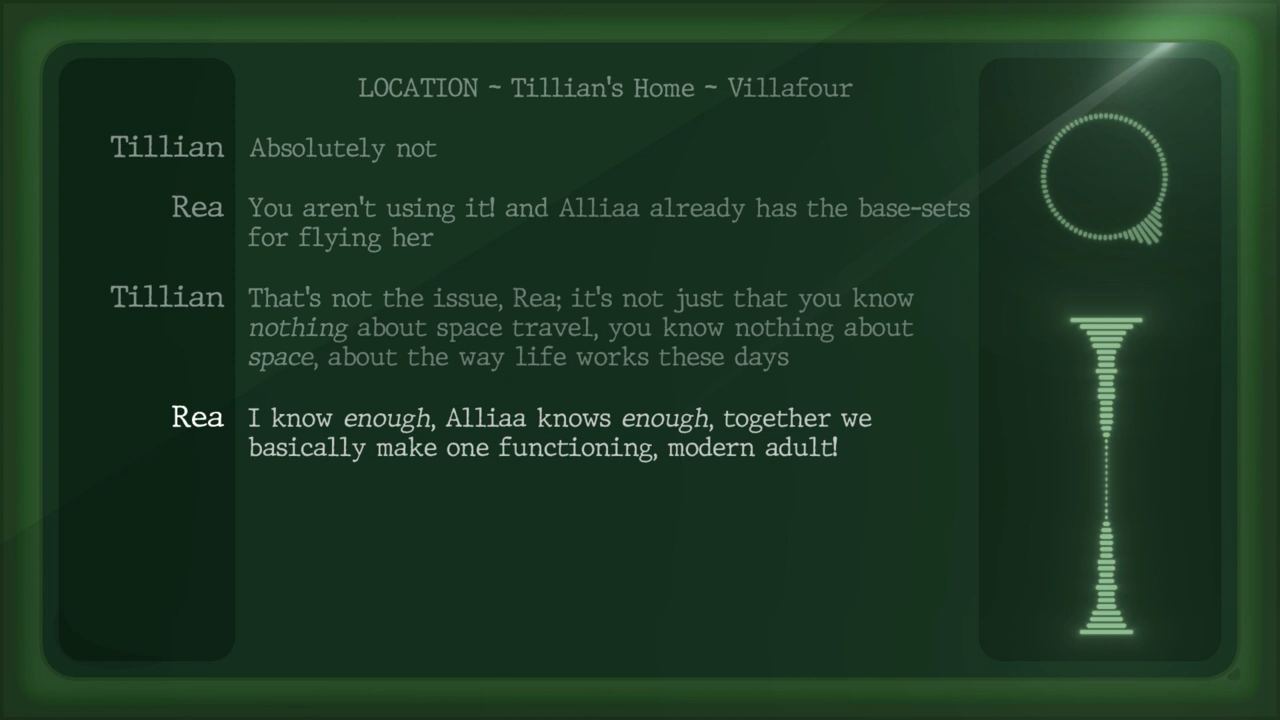 LOCATION ~ Tillian's Home ~ Villafour
Tillian Absolutely not
Rea You aren't using it! and Alliaa already has the base-sets
for flying her
Tillian That's not the issue, Rea; it's not just that you know
nothing about space travel, you know nothing about
space, about the way life works these days
Rea I know enough, Alliaa knows enough, together we
basically make one functioning, modern adult!